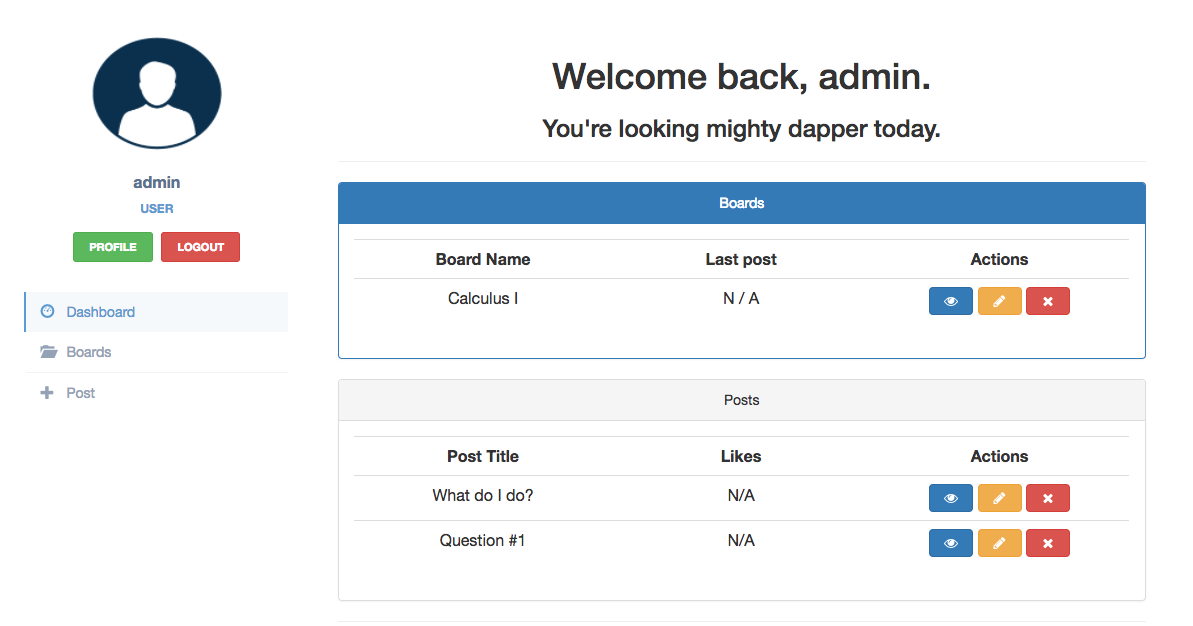 admin
USER
PROFILE LOGOUT
Dashboard
Boards
Post
Welcome back, admin.
You're looking mighty dapper today.
Boards
Board Name Last post Actions
Calculus I N / A
Posts
Post Title Likes Actions
What do I do? N/A
Question #1 N/A